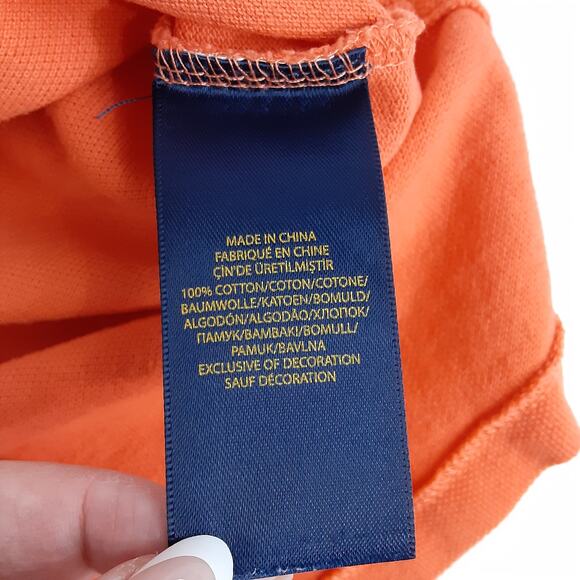 MADE IN CHINA
FABRIQUÉ EN CHINE
ÇİN'DE ÜRETİLMİŞTİR
100% COTTON/COTON/COTONE/
BAUMWOLLE/KATOEN/BOMULD/
ALGODÓN/ALGODÃO/ХЛОПОК/
ПАМУК/BAMBAKI/BOMULL/
PAMUK/BAVLNA
EXCLUSIVE OF DECORATION
SAUF DÉCORATION